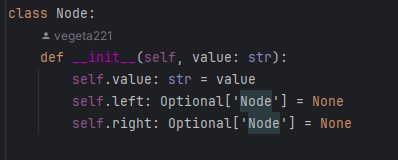 class Node:
vegeta221
def __init__(self, value: str):
self.value: str = value
self.left: Optional['Node'] = None
self.right: Optional['Node'] = None